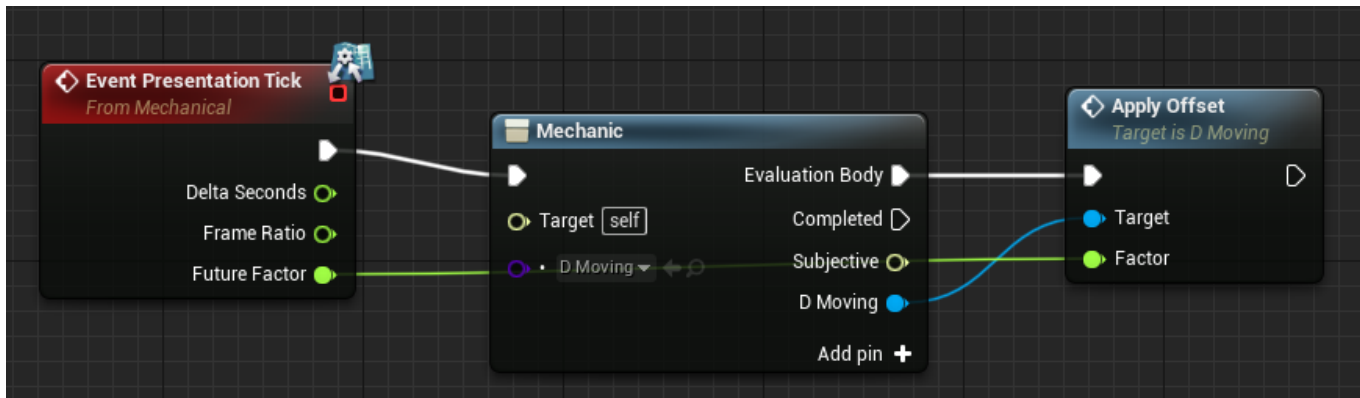 Event Presentation Tick
From Mechanical
Delta Seconds
Frame Ratio
Future Factor
Mechanic
Evaluation Body
Target self
Completed
D Moving
Subjective
D Moving
Add pin
Apply Offset
Target is D Moving
Target
Factor